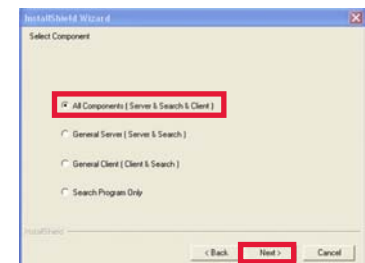 InstallShield Wizard
Select Component
All Components ( Server & Search & Client )
General Server ( Server & Search )
General Client ( Client & Search )
Search Program Only
InstallShield
< Back Next > Cancel